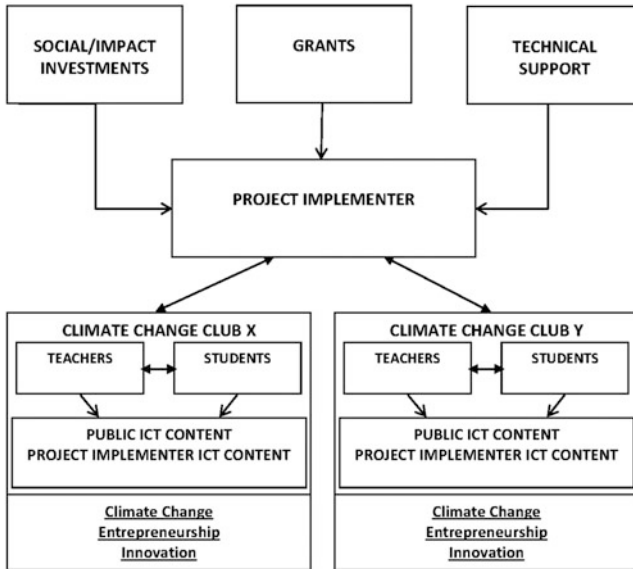 SOCIAL/IMPACT
INVESTMENTS
GRANTS
TECHNICAL
SUPPORT
PROJECT IMPLEMENTER
CLIMATE CHANGE CLUB X
TEACHERS
STUDENTS
PUBLIC ICT CONTENT
PROJECT IMPLEMENTER ICT CONTENT
Climate Change
Entrepreneurship
Innovation
CLIMATE CHANGE CLUB Y
TEACHERS
STUDENTS
PUBLIC ICT CONTENT
PROJECT IMPLEMENTER ICT CONTENT
Climate Change
Entrepreneurship
Innovation